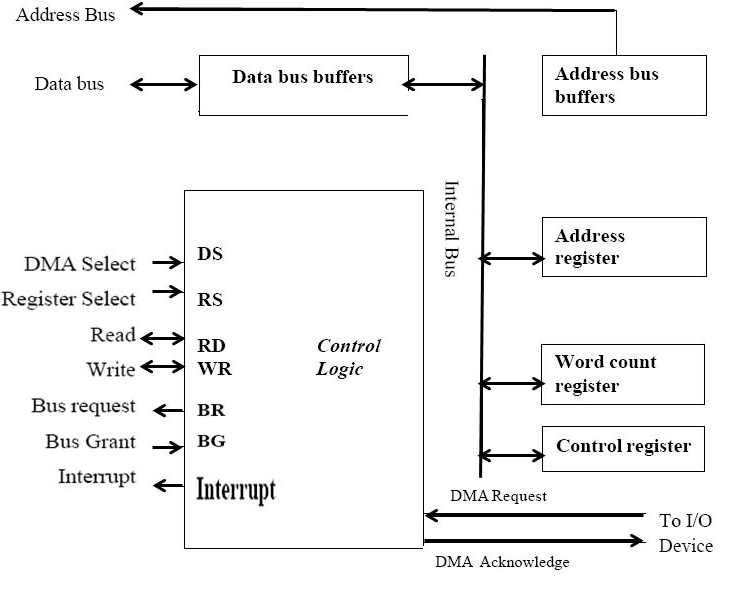 Address Bus
Data bus
Data bus buffers
Address bus
buffers
Internal Bus
Address
register
DMA Select
DS
Register Select
RS
Read
RD
Write
WR
Control
Logic
Word count
register
Bus request
BR
Bus Grant
BG
Control register
Interrupt
Interrupt
DMA Request
To I/O
Device
DMA Acknowledge